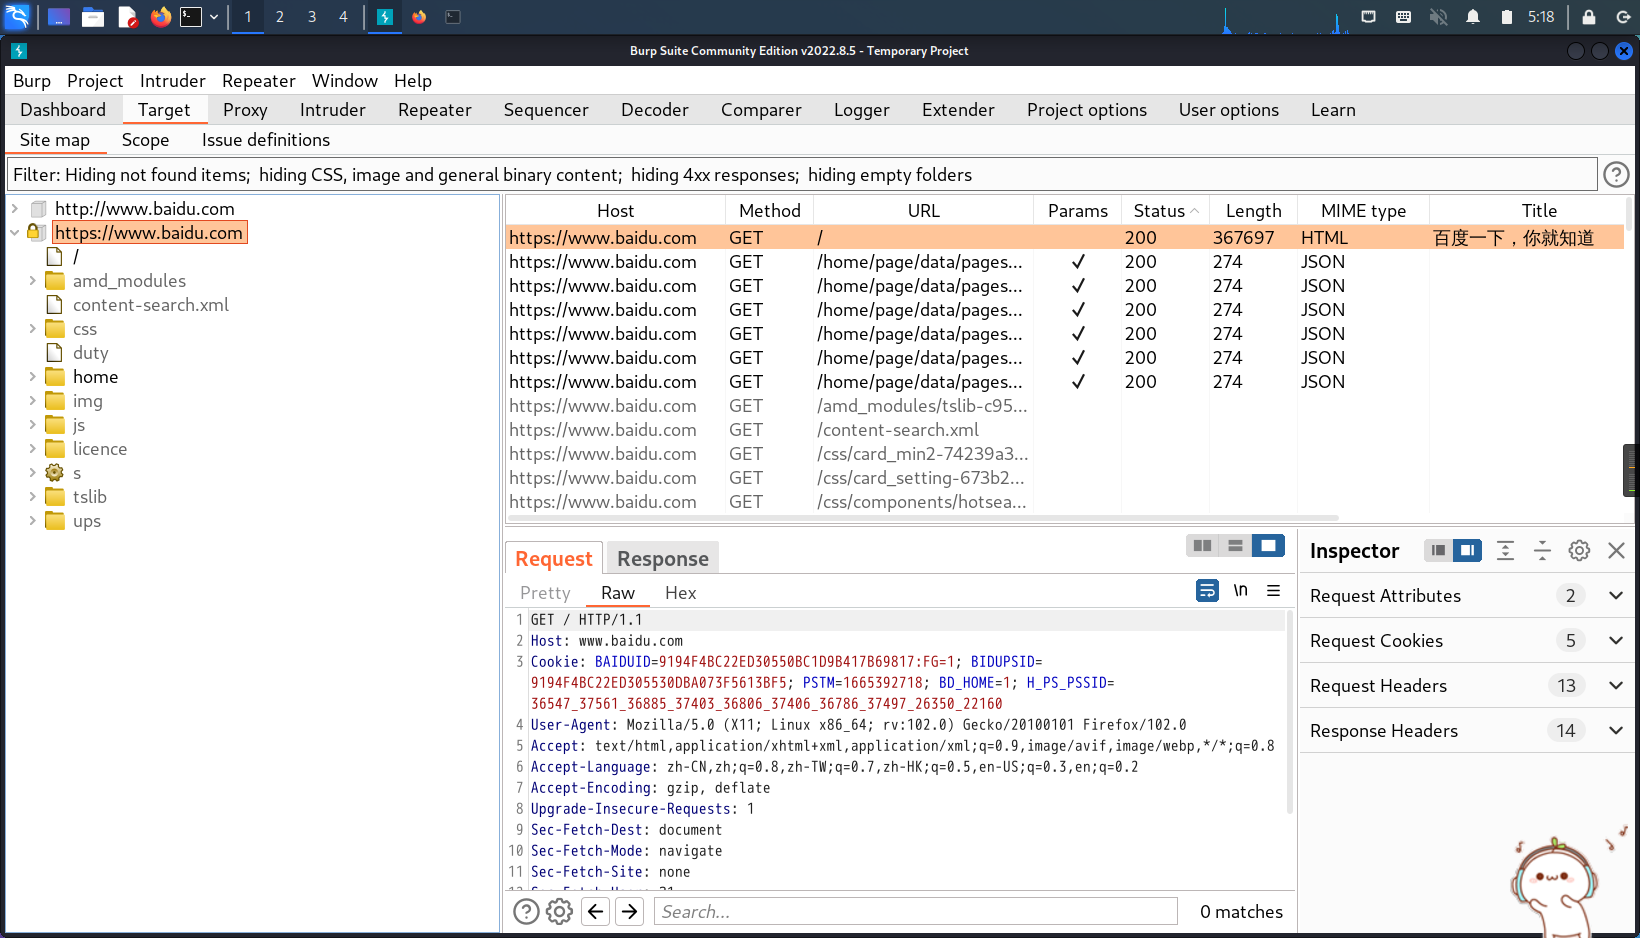 1 2 3 4 5:18
Burp Suite Community Edition v2022.8.5 - Temporary Project
Burp Project Intruder Repeater Window Help
Dashboard Target Proxy Intruder Repeater Sequencer Decoder Comparer Logger Extender Project options User options Learn
Site map Scope Issue definitions
Filter: Hiding not found items; hiding CSS, image and general binary content; hiding 4xx responses; hiding empty folders
http://www.baidu.com
https://www.baidu.com
/
amd_modules
content-search.xml
css
duty
home
img
js
licence
s
tslib
ups
Host Method URL Params Status Length MIME type Title
https://www.baidu.com GET / 200 367697 HTML 百度一下，你就知道
https://www.baidu.com GET /home/page/data/pages... ✓ 200 274 JSON
https://www.baidu.com GET /home/page/data/pages... ✓ 200 274 JSON
https://www.baidu.com GET /home/page/data/pages... ✓ 200 274 JSON
https://www.baidu.com GET /home/page/data/pages... ✓ 200 274 JSON
https://www.baidu.com GET /home/page/data/pages... ✓ 200 274 JSON
https://www.baidu.com GET /home/page/data/pages... ✓ 200 274 JSON
https://www.baidu.com GET /amd_modules/tslib-c95...
https://www.baidu.com GET /content-search.xml
https://www.baidu.com GET /css/card_min2-74239a3...
https://www.baidu.com GET /css/card_setting-673b2...
https://www.baidu.com GET /css/components/hotsea...
Request Response
Pretty Raw Hex \n
1 GET / HTTP/1.1
2 Host: www.baidu.com
3 Cookie: BAIDUID=9194F4BC22ED30550BC1D9B417B69817:FG=1; BIDUPSID=
9194F4BC22ED305530DBA073F5613BF5; PSTM=1665392718; BD_HOME=1; H_PS_PSSID=
36547_37561_36885_37403_36806_37406_36786_37497_26350_22160
4 User-Agent: Mozilla/5.0 (X11; Linux x86_64; rv:102.0) Gecko/20100101 Firefox/102.0
5 Accept: text/html,application/xhtml+xml,application/xml;q=0.9,image/avif,image/webp,*/*;q=0.8
6 Accept-Language: zh-CN,zh;q=0.8,zh-TW;q=0.7,zh-HK;q=0.5,en-US;q=0.3,en;q=0.2
7 Accept-Encoding: gzip, deflate
8 Upgrade-Insecure-Requests: 1
9 Sec-Fetch-Dest: document
10 Sec-Fetch-Mode: navigate
11 Sec-Fetch-Site: none
Search... 0 matches
Inspector
Request Attributes 2
Request Cookies 5
Request Headers 13
Response Headers 14